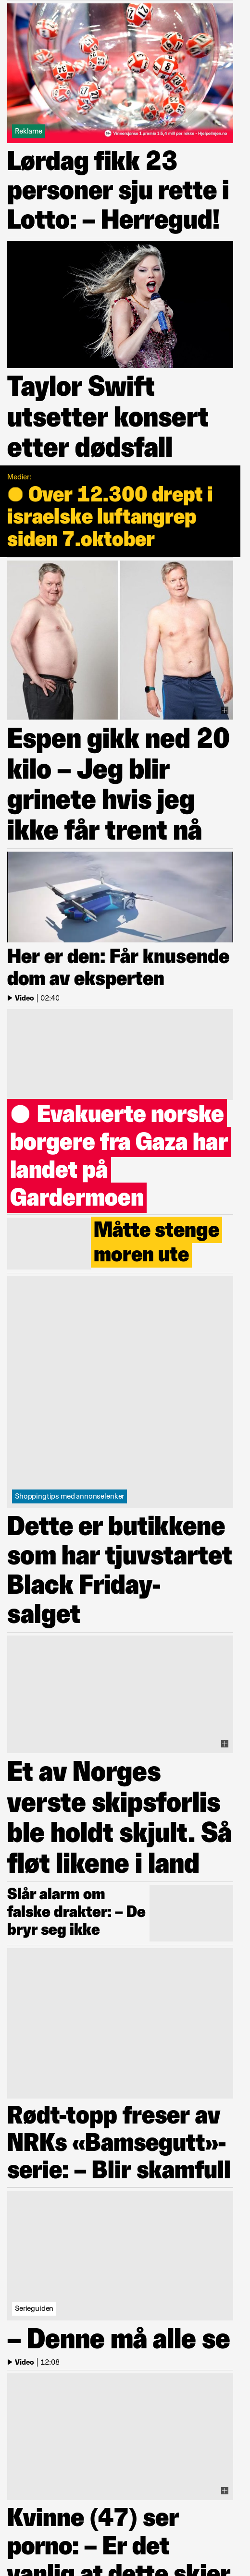 Reklame
Vinnersjanse 1.premie 1:5,4 mill per rekke - Hjelpelinjen.no
Lørdag fikk 23
personer sju rette i
Lotto: – Herregud!
Taylor Swift
utsetter konsert
etter dødsfall
Medier:
Over 12.300 drept i
israelske luftangrep
siden 7.oktober
Espen gikk ned 20
kilo – Jeg blir
grinete hvis jeg
ikke får trent nå
Her er den: Får knusende
dom av eksperten
Video | 02:40
Evakuerte norske
borgere fra Gaza har
landet på
Gardermoen
Måtte stenge
moren ute
Shoppingtips med annonselenker
Dette er butikkene
som har tjuvstartet
Black Friday-
salget
Et av Norges
verste skipsforlis
ble holdt skjult. Så
fløt likene i land
Slår alarm om
falske drakter: – De
bryr seg ikke
Rødt-topp freser av
NRKs «Bamsegutt»-
serie: – Blir skamfull
Serieguiden
– Denne må alle se
Video | 12:08
Kvinne (47) ser
porno: – Er det
vanlig at dette skjer